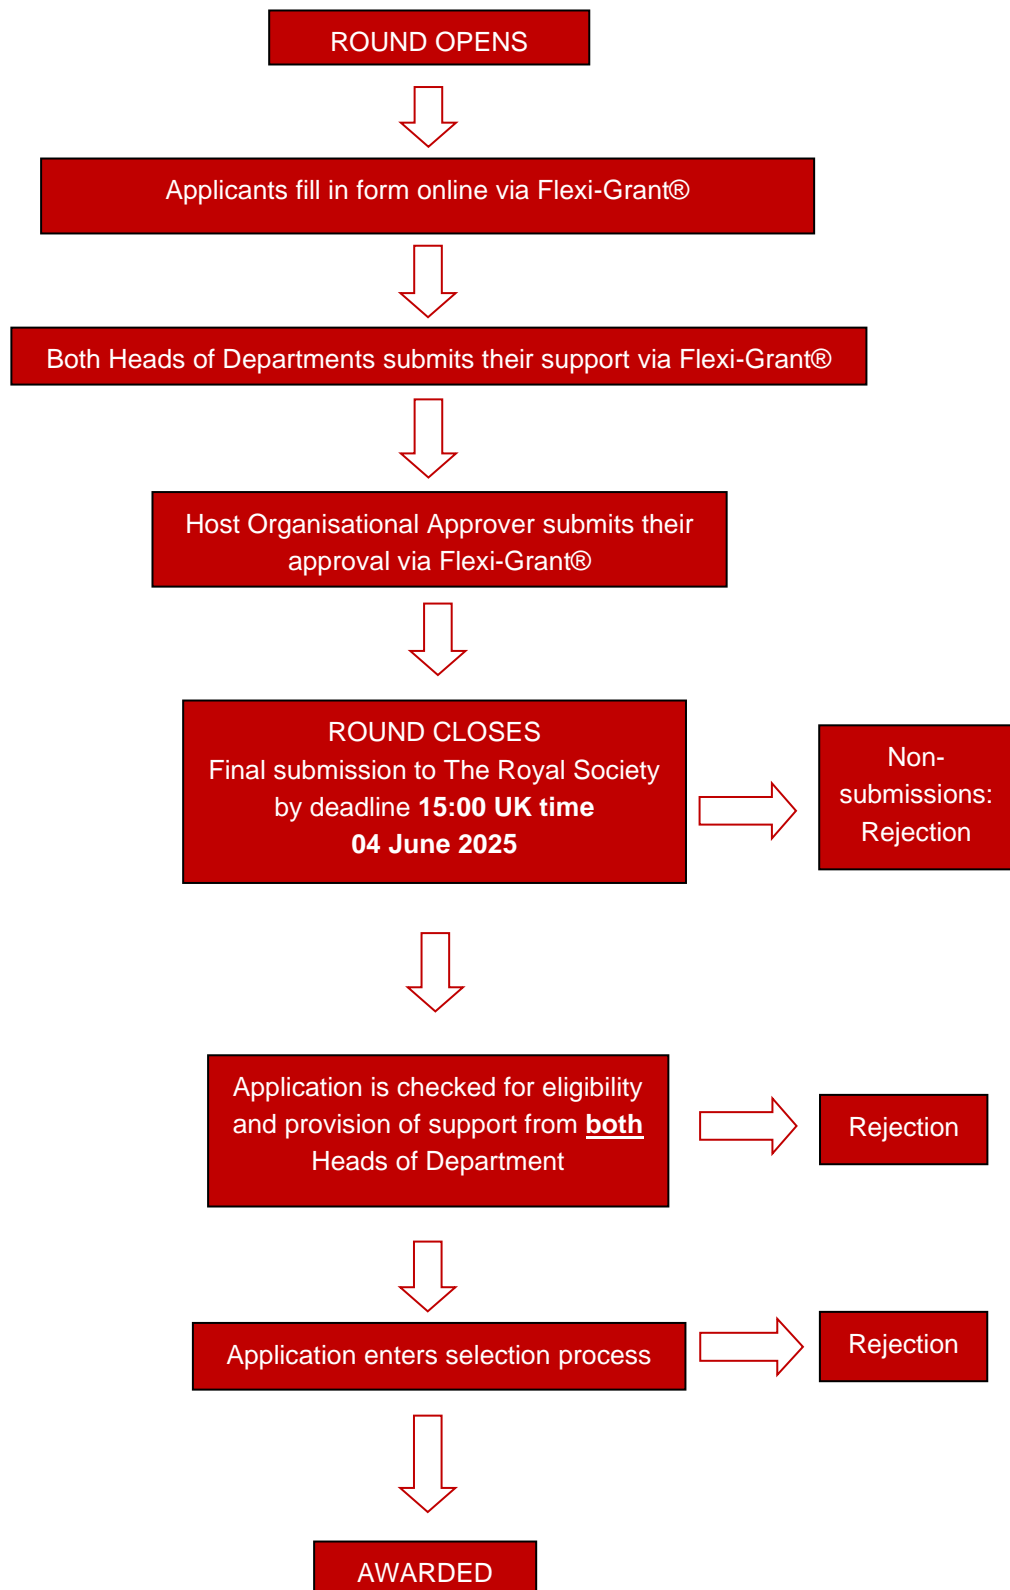 ROUND OPENS
Applicants fill in form online via Flexi-Grant®
Both Heads of Departments submits their support via Flexi-Grant®
Host Organisational Approver submits their
approval via Flexi-Grant®
ROUND CLOSES
Final submission to The Royal Society
by deadline 15:00 UK time
04 June 2025
Non-
submissions:
Rejection
Application is checked for eligibility
and provision of support from both
Heads of Department
Rejection
Application enters selection process
Rejection
AWARDED